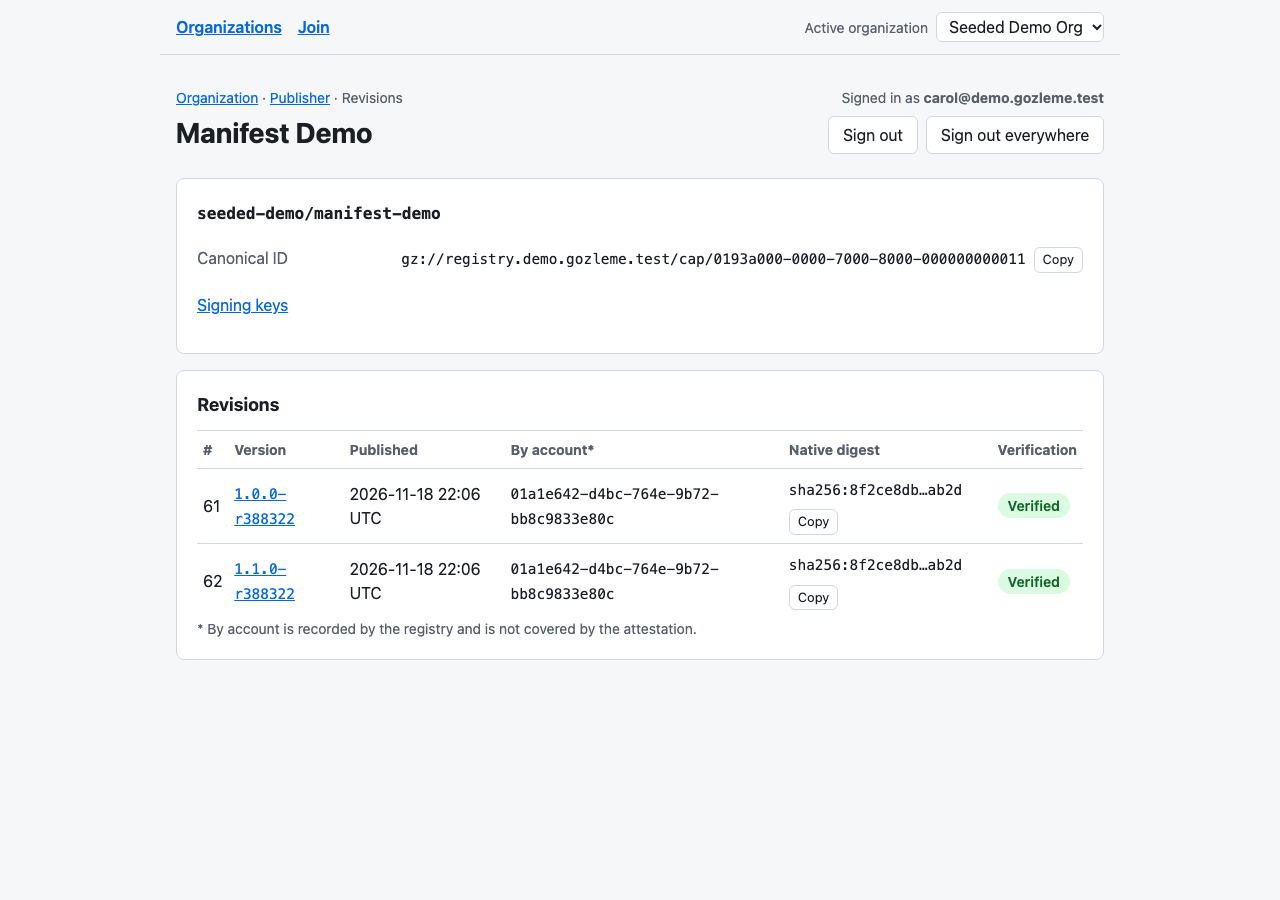 Organizations Join Active organization Seeded Demo Org
Organization · Publisher · Revisions Signed in as carol@demo.gozleme.test
Manifest Demo Sign out Sign out everywhere
seeded-demo/manifest-demo
Canonical ID gz://registry.demo.gozleme.test/cap/0193a000-0000-7000-8000-000000000011 Copy
Signing keys
Revisions
# Version Published By account* Native digest Verification
61 1.0.0-r388322 2026-11-18 22:06 UTC 01a1e642-d4bc-764e-9b72-bb8c9833e80c sha256:8f2ce8db…ab2d Copy Verified
62 1.1.0-r388322 2026-11-18 22:06 UTC 01a1e642-d4bc-764e-9b72-bb8c9833e80c sha256:8f2ce8db…ab2d Copy Verified
* By account is recorded by the registry and is not covered by the attestation.